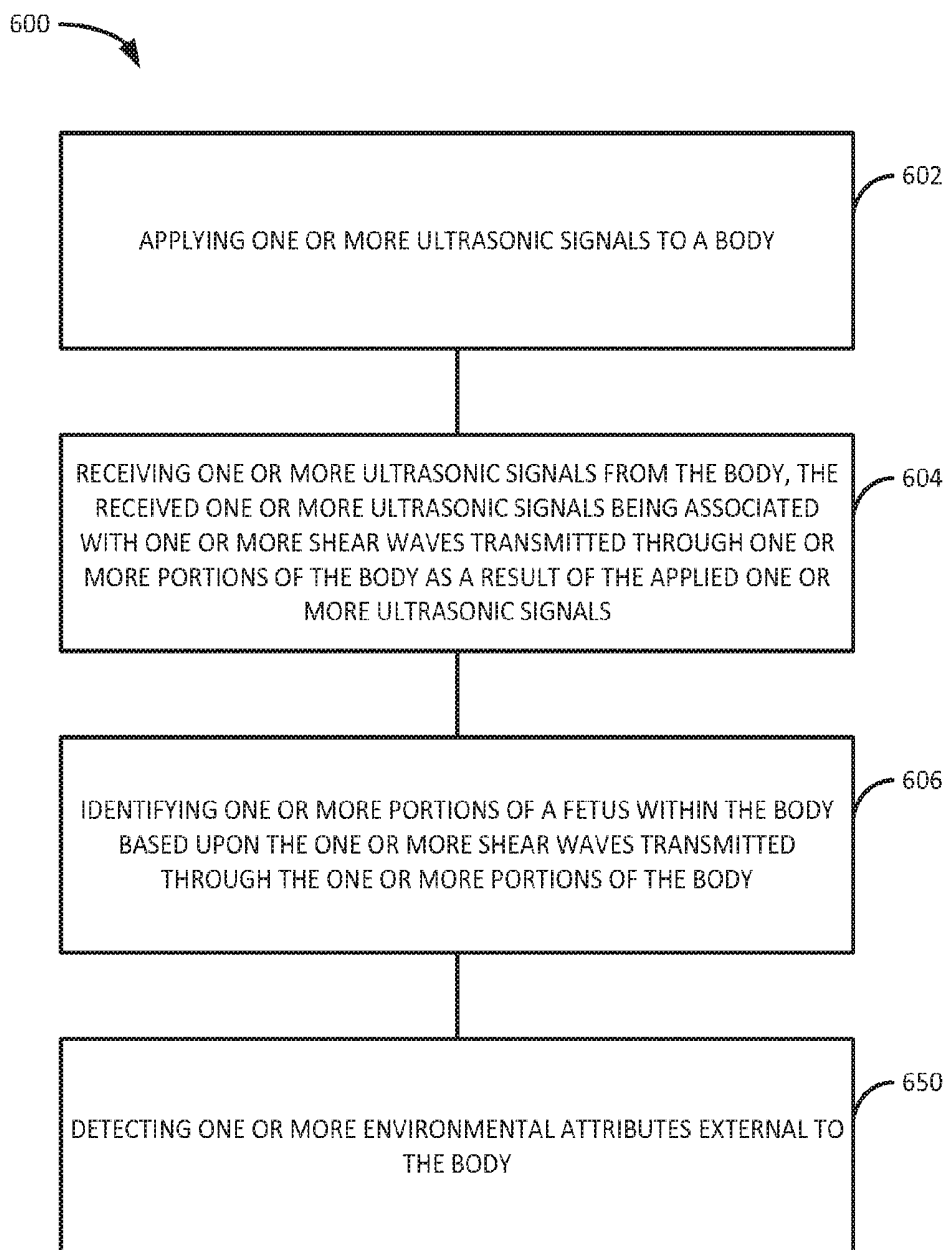 600
602
APPLYING ONE OR MORE ULTRASONIC SIGNALS TO A BODY
RECEIVING ONE OR MORE ULTRASONIC SIGNALS FROM THE BODY, THE
604
RECEIVED ONE OR MORE ULTRASONIC SIGNALS BEING ASSOCIATED
WITH ONE OR MORE SHEAR WAVES TRANSMITTED THROUGH ONE OR
MORE PORTIONS OF THE BODY AS A RESULT OF THE APPLIED ONE OR
MORE ULTRASONIC SIGNALS
606
IDENTIFYING ONE OR MORE PORTIONS OF A FETUS WITHIN THE BODY
BASED UPON THE ONE OR MORE SHEAR WAVES TRANSMITTED
THROUGH THE ONE OR MORE PORTIONS OF THE BODY
650
DETECTING ONE OR MORE ENVIRONMENTAL ATTRIBUTES EXTERNAL TO
THE BODY